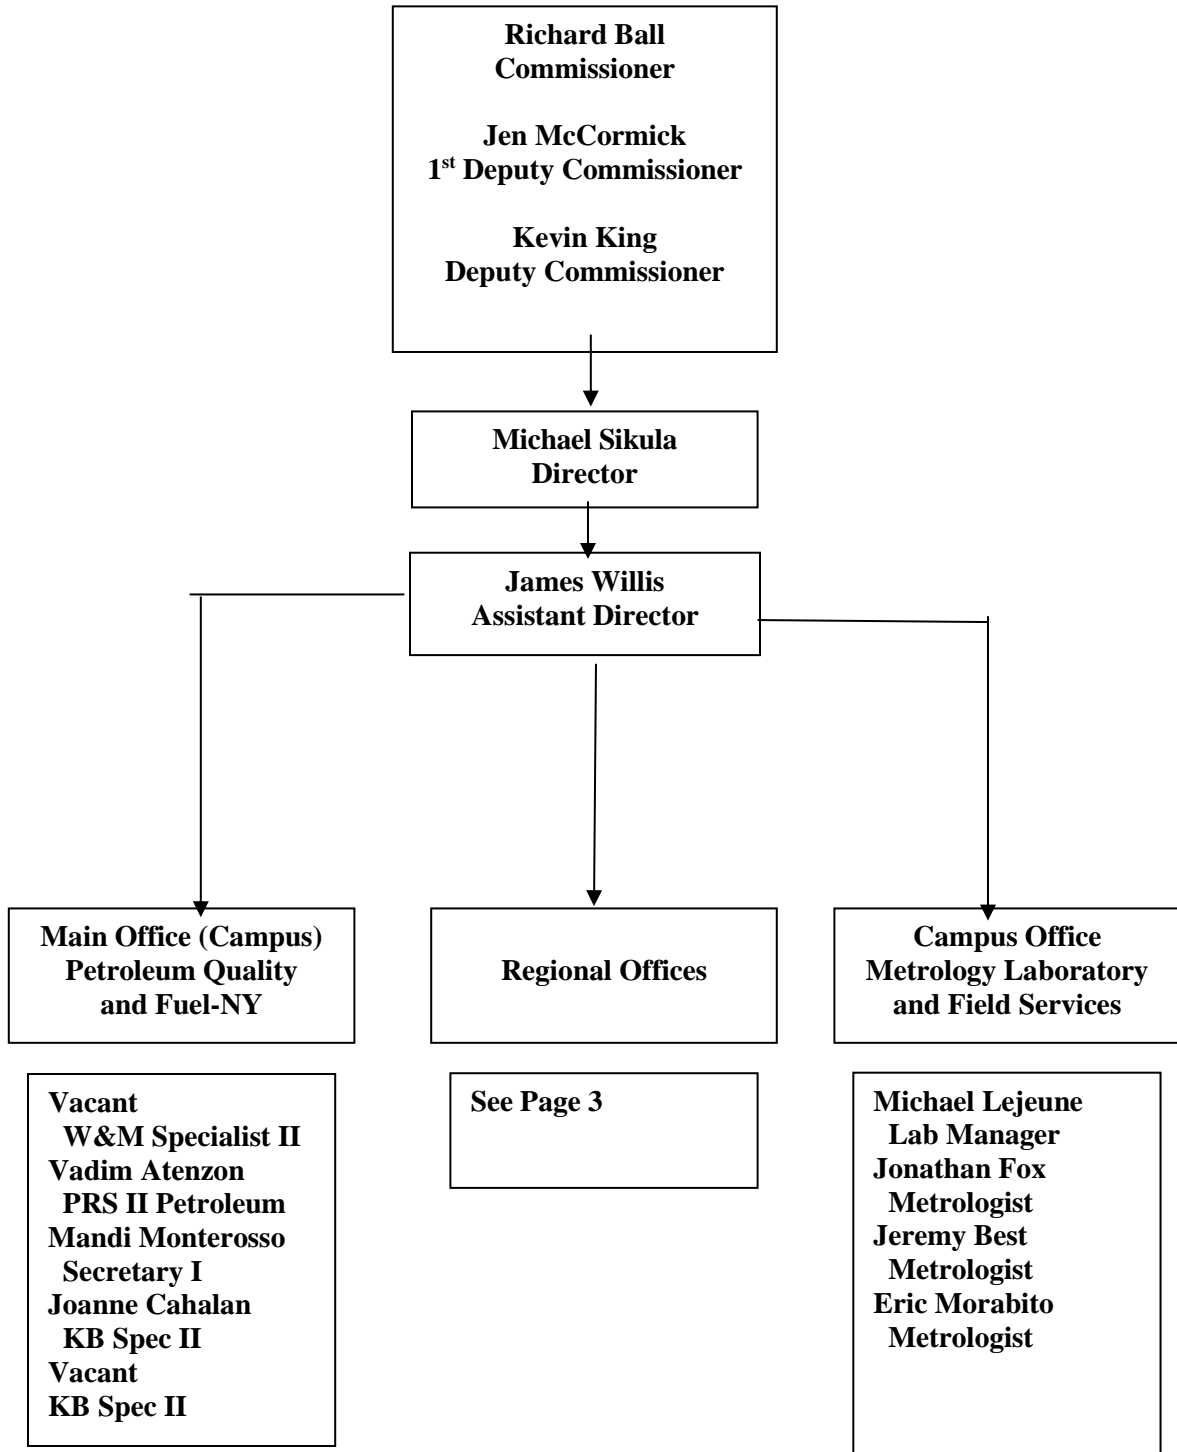 Richard Ball
Commissioner
Jen McCormick
1st Deputy Commissioner
Kevin King
Deputy Commissioner
Michael Sikula
Director
James Willis
Assistant Director
Main Office (Campus)
Petroleum Quality
and Fuel-NY
Vacant
W&M Specialist II
Vadim Atenzon
PRS II Petroleum
Mandi Monterosso
Secretary I
Joanne Cahalan
KB Spec II
Vacant
KB Spec II
Regional Offices
See Page 3
Campus Office
Metrology Laboratory
and Field Services
Michael Lejeune
Lab Manager
Jonathan Fox
Metrologist
Jeremy Best
Metrologist
Eric Morabito
Metrologist